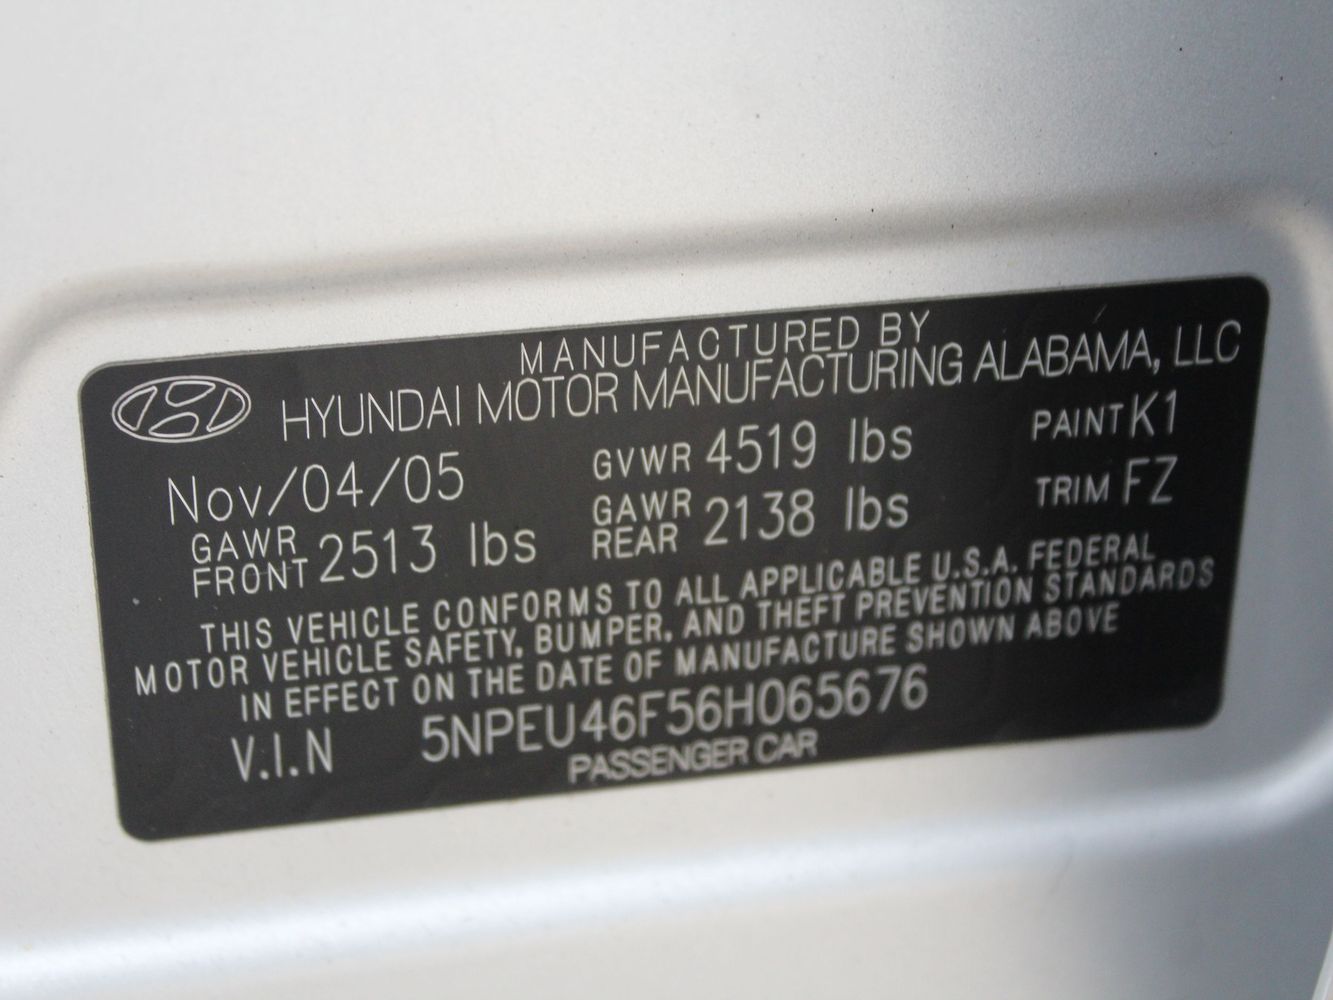 MANUFACTURED BY
HYUNDAI MOTOR MANUFACTURING ALABAMA, LLC
Nov/04/05 GVWR 4519 lbs PAINT K1
GAWR FRONT 2513 lbs GAWR REAR 2138 lbs TRIM FZ
THIS VEHICLE CONFORMS TO ALL APPLICABLE U.S.A. FEDERAL
MOTOR VEHICLE SAFETY, BUMPER, AND THEFT PREVENTION STANDARDS
IN EFFECT ON THE DATE OF MANUFACTURE SHOWN ABOVE
V.I.N 5NPEU46F56H065676
PASSENGER CAR